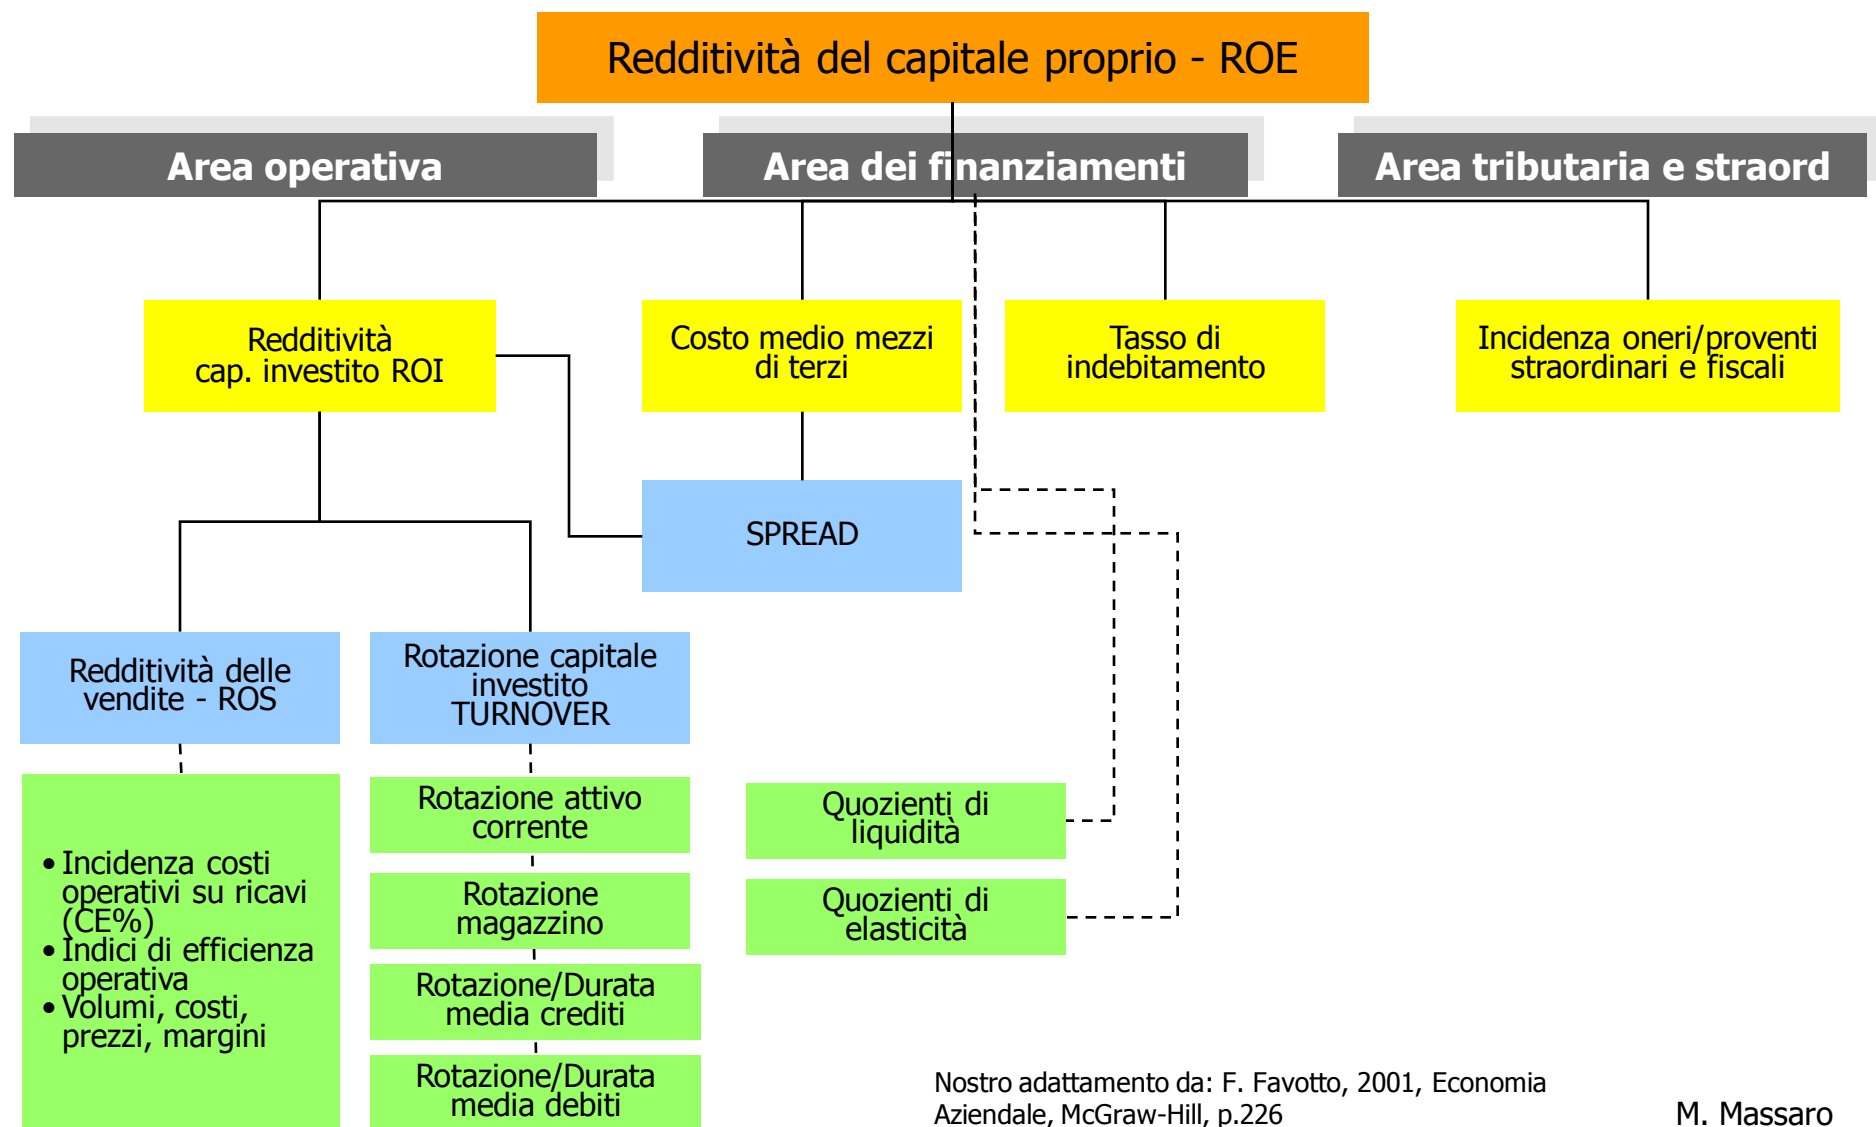 Redditività del capitale proprio - ROE
Area operativa
Area dei finanziamenti
Area tributaria e straord
Redditività
cap. investito ROI
Costo medio mezzi
di terzi
Tasso di
indebitamento
Incidenza oneri/proventi
straordinari e fiscali
SPREAD
Redditività delle
vendite - ROS
Rotazione capitale
investito
TURNOVER
• Incidenza costi
operativi su ricavi
(CE%)
• Indici di efficienza
operativa
• Volumi, costi,
prezzi, margini
Rotazione attivo
corrente
Rotazione
magazzino
Rotazione/Durata
media crediti
Rotazione/Durata
media debiti
Quozienti di
liquidità
Quozienti di
elasticità
Nostro adattamento da: F. Favotto, 2001, Economia
Aziendale, McGraw-Hill, p.226
M. Massaro